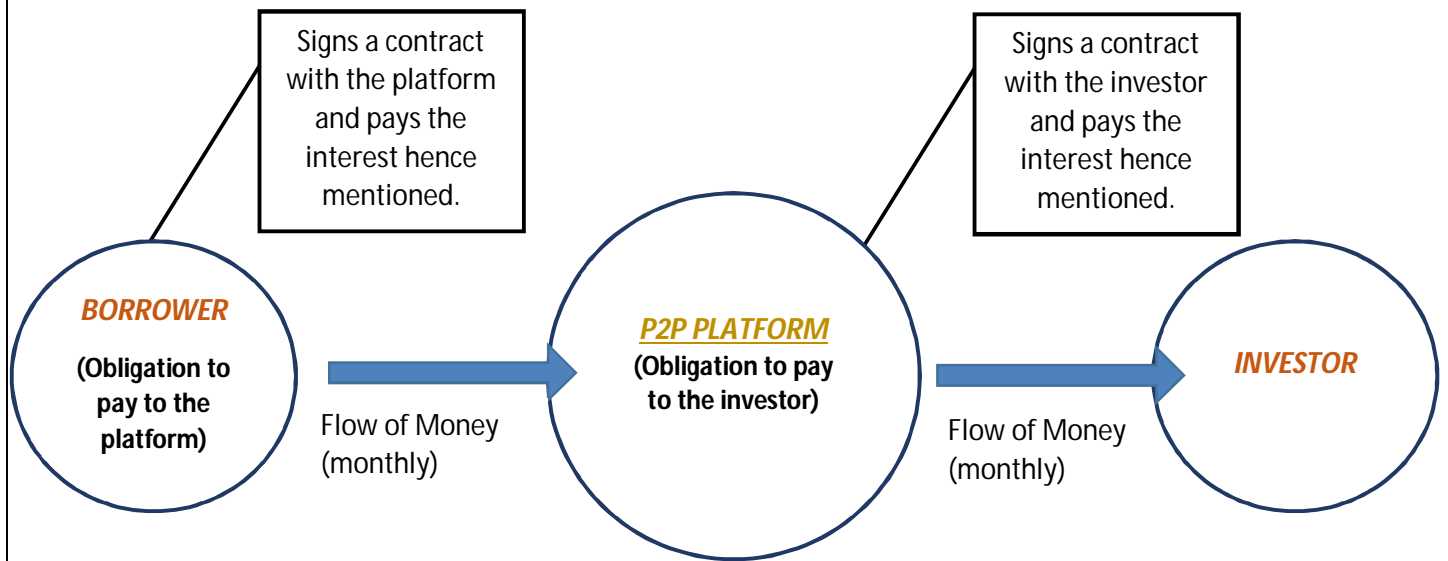 Signs a contract
with the platform
and pays the
interest hence
mentioned.
Signs a contract
with the investor
and pays the
interest hence
mentioned.
BORROWER
(Obligation to
pay to the
platform)
Flow of Money
(monthly)
P2P PLATFORM
(Obligation to pay
to the investor)
Flow of Money
(monthly)
INVESTOR